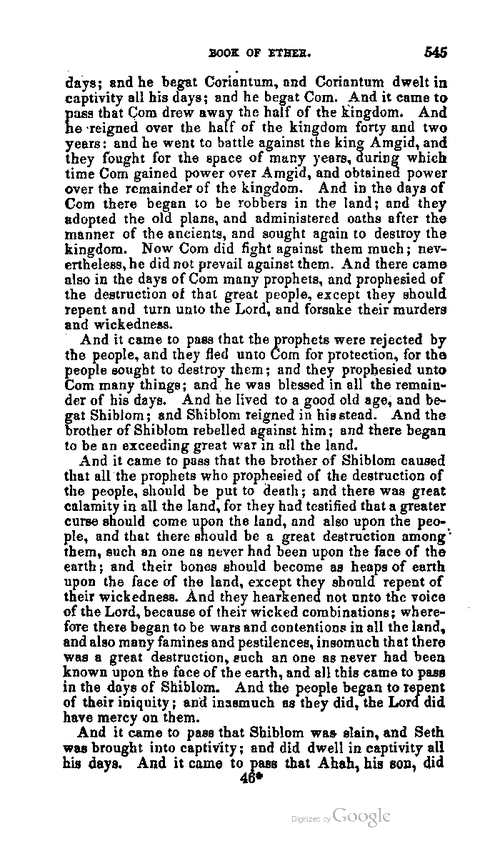 BOOK OF ETHER. 545
days; and he begat Coriantum, and Coriantum dwelt in
captivity all his days; and he begat Com. And it came to
pass that Com drew away the half of the kingdom. And
he reigned over the half of the kingdom forty and two
years: and he went to battle against the king Amgid, and
they fought for the space of many years, during which
time Com gained power over Amgid, and obtained power
over the remainder of the kingdom. And in the days of
Com there began to be robbers in the land; and they
adopted the old plans, and administered oaths after the
manner of the ancients, and sought again to destroy the
kingdom. Now Com did fight against them much; nev-
ertheless, he did not prevail against them. And there came
also in the days of Com many prophets, and prophesied of
the destruction of that great people, except they should
repent and turn unto the Lord, and forsake their murders
and wickedness.
And it came to pass that the prophets were rejected by
the people, and they fled unto Com for protection, for the
people sought to destroy them; and they prophesied unto
Com many things; and he was blessed in all the remain-
der of his days. And he lived to a good old age, and be-
gat Shiblom; and Shiblom reigned in his stead. And the
brother of Shiblom rebelled against him; and there began
to be an exceeding great war in all the land.
And it came to pass that the brother of Shiblom caused
that all the prophets who prophesied of the destruction of
the people, should be put to death; and there was great
calamity in all the land, for they had testified that a greater
curse should come upon the land, and also upon the peo-
ple, and that there should be a great destruction among
them, such an one as never had been upon the face of the
earth; and their bones should become as heaps of earth
upon the face of the land, except they should repent of
their wickedness. And they hearkened not unto the voice
of the Lord, because of their wicked combinations; where-
fore there began to be wars and contentions in all the land,
and also many famines and pestilences, insomuch that there
was a great destruction, such an one as never had been
known upon the face of the earth, and all this came to pass
in the days of Shiblom. And the people began to repent
of their iniquity; and inasmuch as they did, the Lord did
have mercy on them.
And it came to pass that Shiblom was slain, and Seth
was brought into captivity; and did dwell in captivity all
his days. And it came to pass that Ahah, his son, did
46*
Digitized by Google